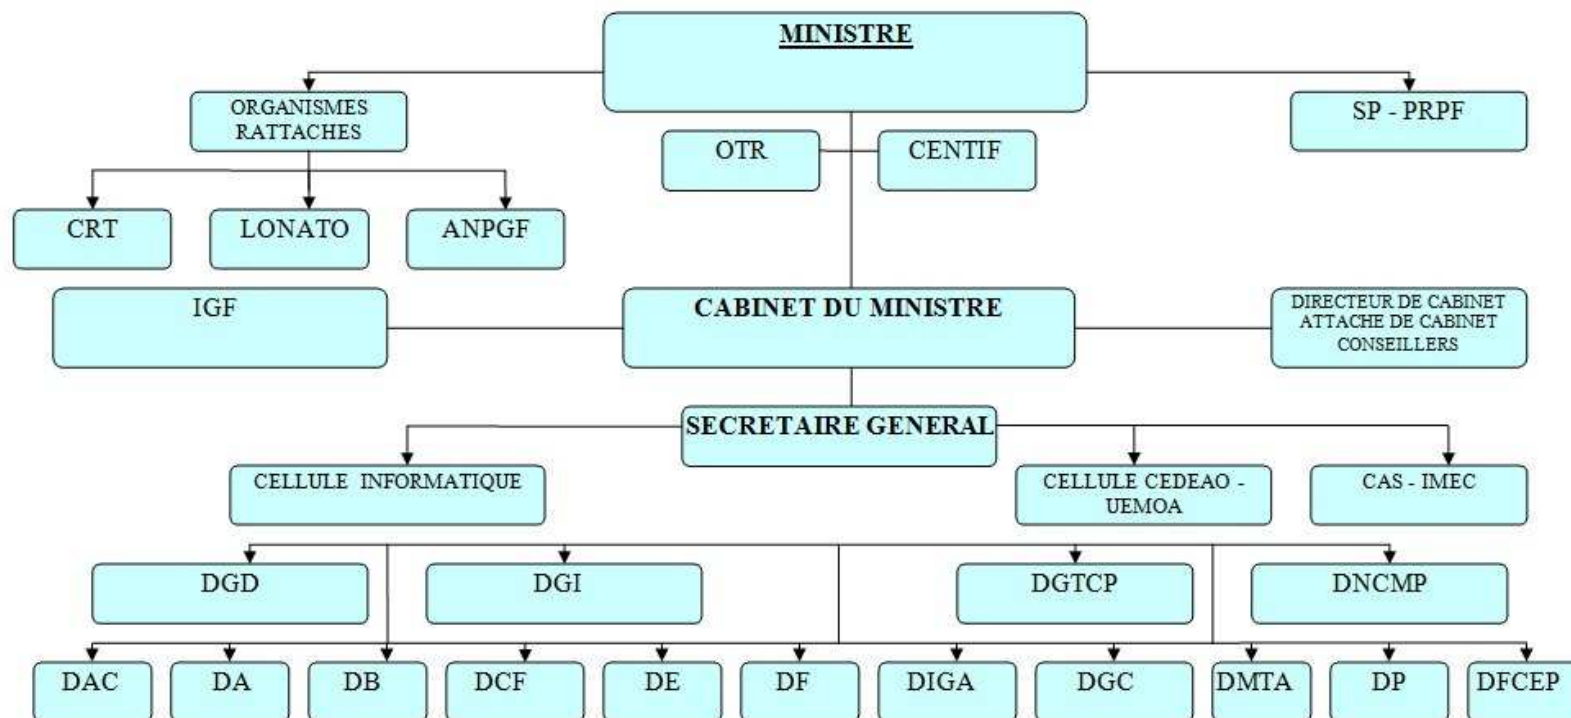 MINISTRE
ORGANISMES
RATTACHES
SP - PRPF
OTR
CENTIF
CRT
LONATO
ANPGF
IGF
CABINET DU MINISTRE
DIRECTEUR DE CABINET
ATTACHE DE CABINET
CONSEILLERS
SECRETAIRE GENERAL
CELLULE INFORMATIQUE
CELLULE CEDEAO -
UEMOA
CAS - IMEC
DGD
DGI
DGTCP
DNCMP
DAC
DA
DB
DCF
DE
DF
DIGA
DGC
DMTA
DP
DFCEP